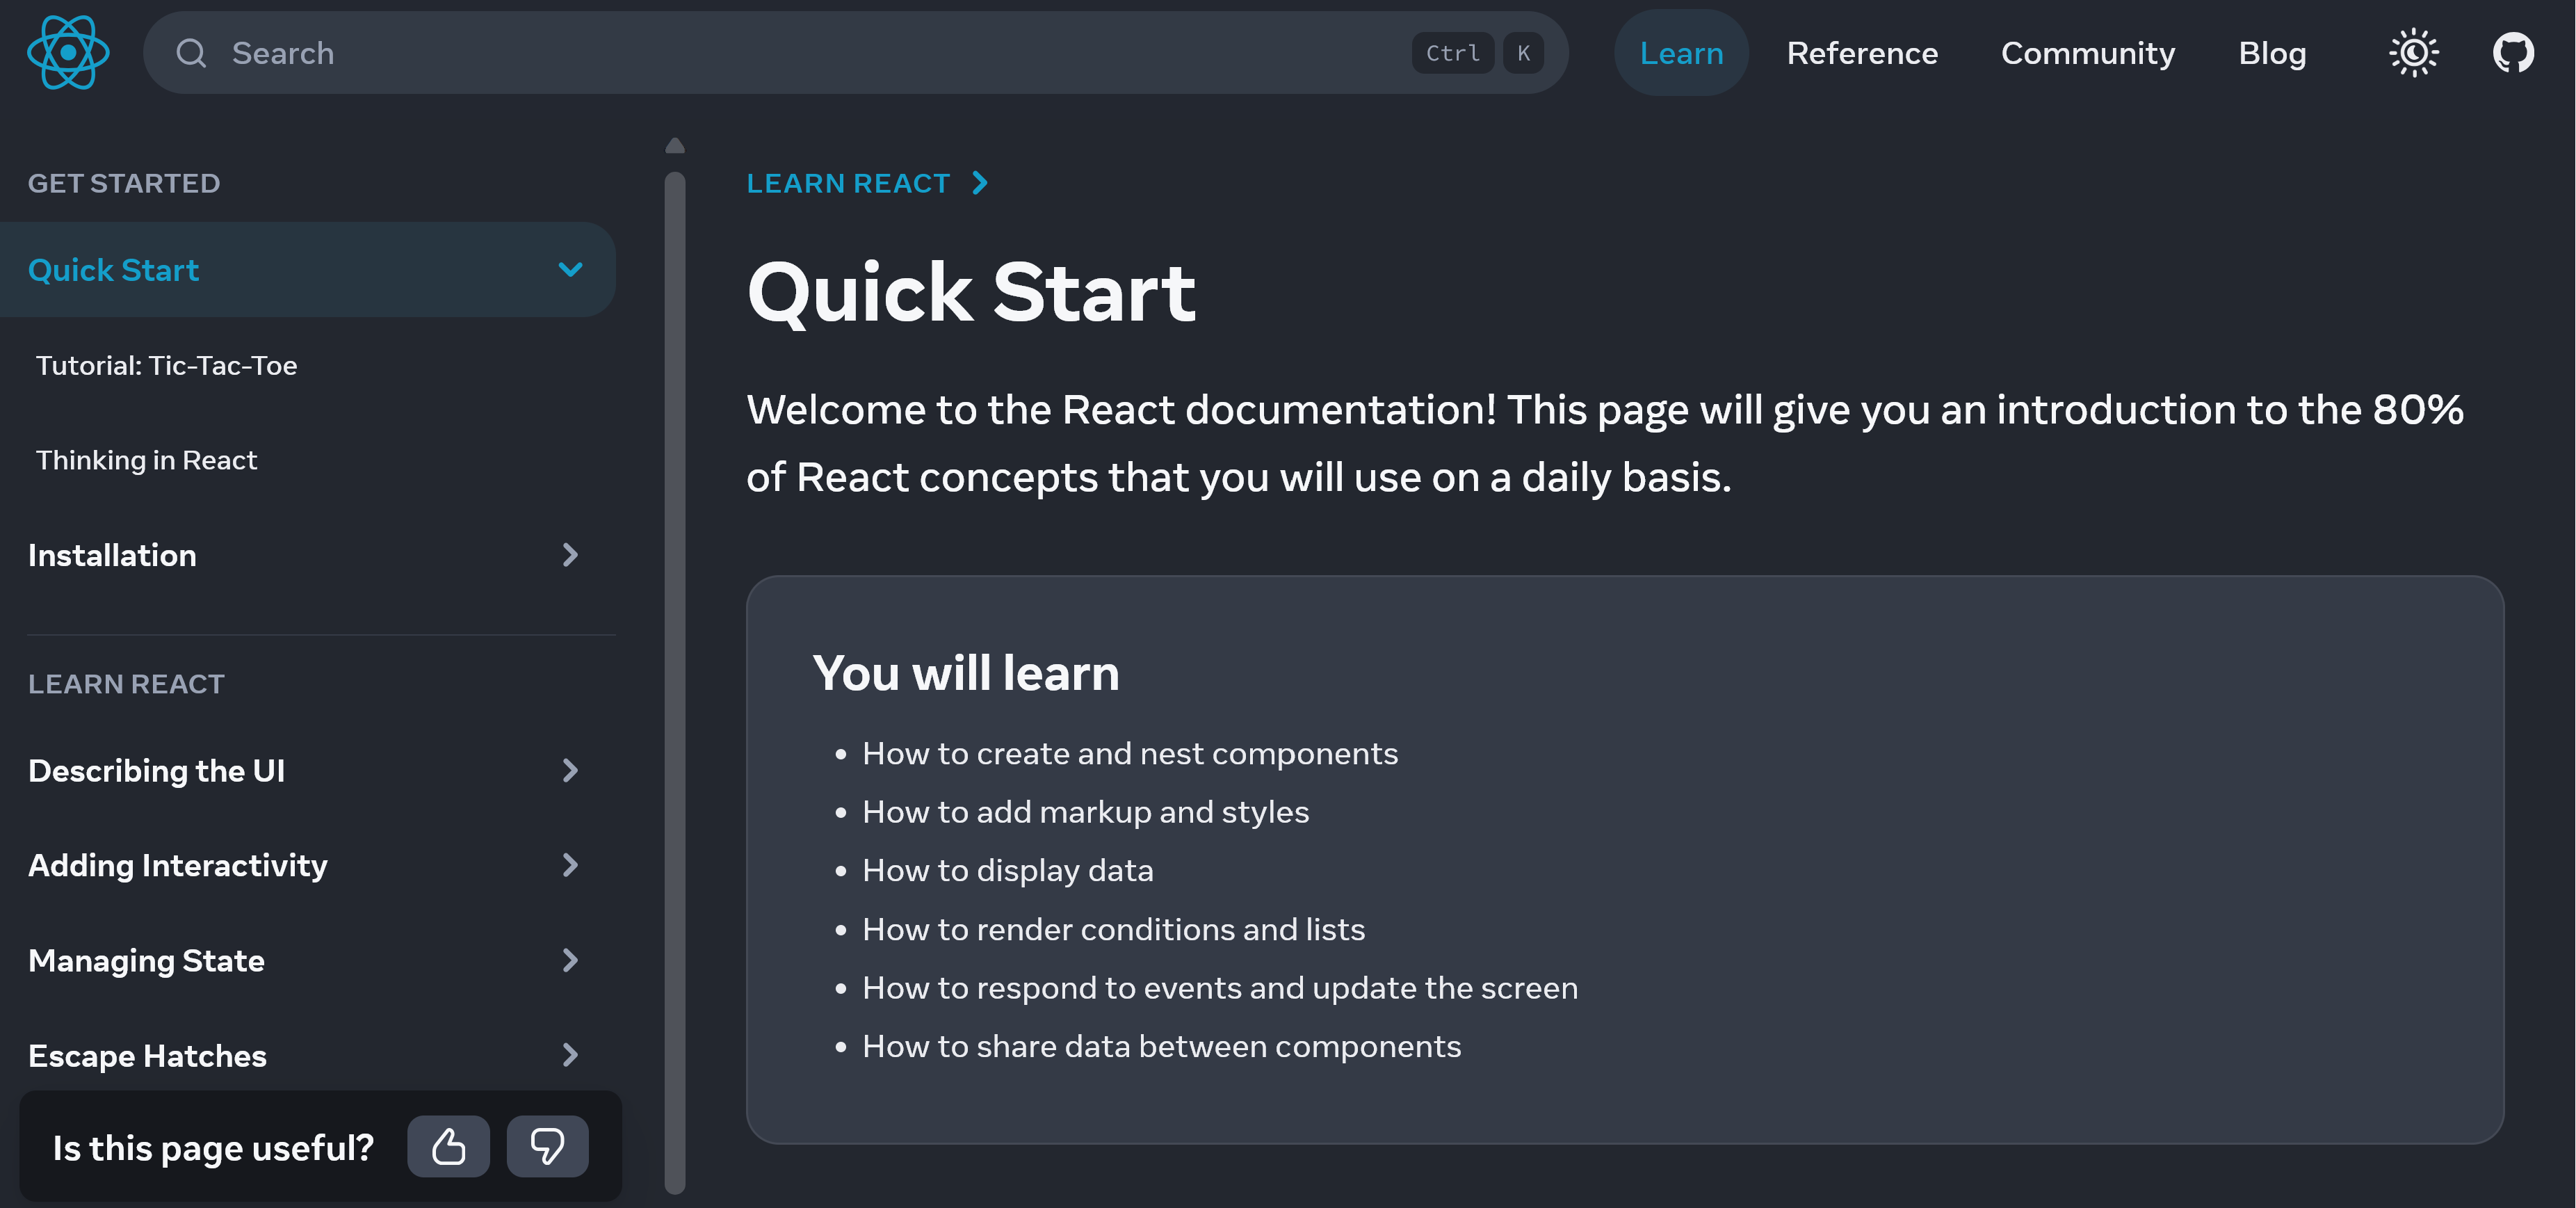 Search
Ctrl K
Learn
Reference
Community
Blog
GET STARTED
Quick Start
Tutorial: Tic-Tac-Toe
Thinking in React
Installation
LEARN REACT
Describing the UI
Adding Interactivity
Managing State
Escape Hatches
Is this page useful?
LEARN REACT
Quick Start
Welcome to the React documentation! This page will give you an introduction to the 80%
of React concepts that you will use on a daily basis.
You will learn
• How to create and nest components
• How to add markup and styles
• How to display data
• How to render conditions and lists
• How to respond to events and update the screen
• How to share data between components